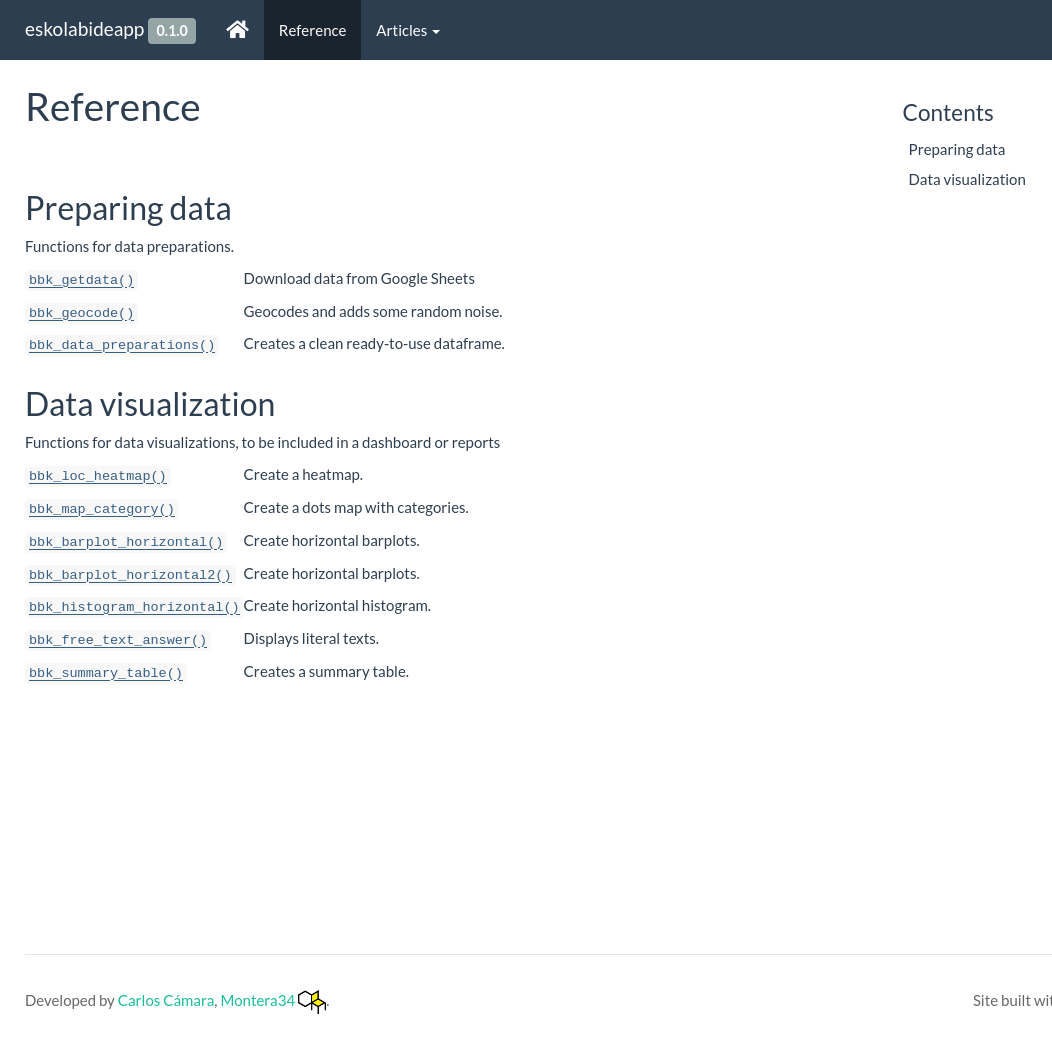 eskolabideapp 0.1.0 Reference Articles
Reference
Contents
Preparing data
Data visualization
Preparing data
Functions for data preparations.
bbk_getdata() Download data from Google Sheets
bbk_geocode() Geocodes and adds some random noise.
bbk_data_preparations() Creates a clean ready-to-use dataframe.
Data visualization
Functions for data visualizations, to be included in a dashboard or reports
bbk_loc_heatmap() Create a heatmap.
bbk_map_category() Create a dots map with categories.
bbk_barplot_horizontal() Create horizontal barplots.
bbk_barplot_horizontal2() Create horizontal barplots.
bbk_histogram_horizontal() Create horizontal histogram.
bbk_free_text_answer() Displays literal texts.
bbk_summary_table() Creates a summary table.
Developed by Carlos Cámara, Montera34 . Site built wi